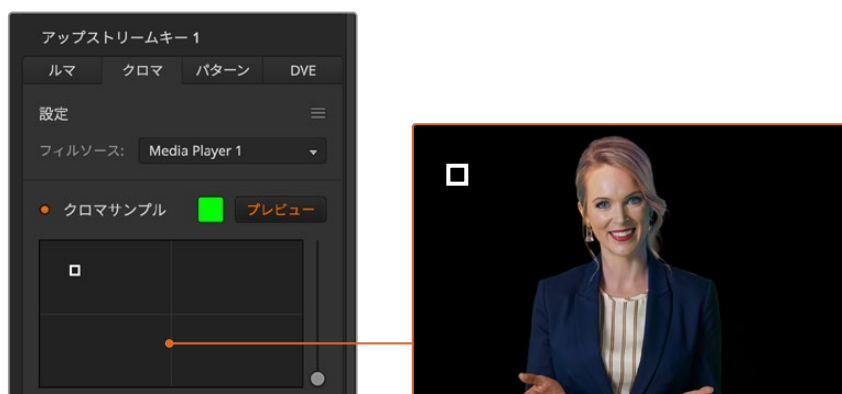 アップストリームキー 1
ルマ クロマ パターン DVE
設定
フィルソース: Media Player 1
クロマサンプル プレビュー